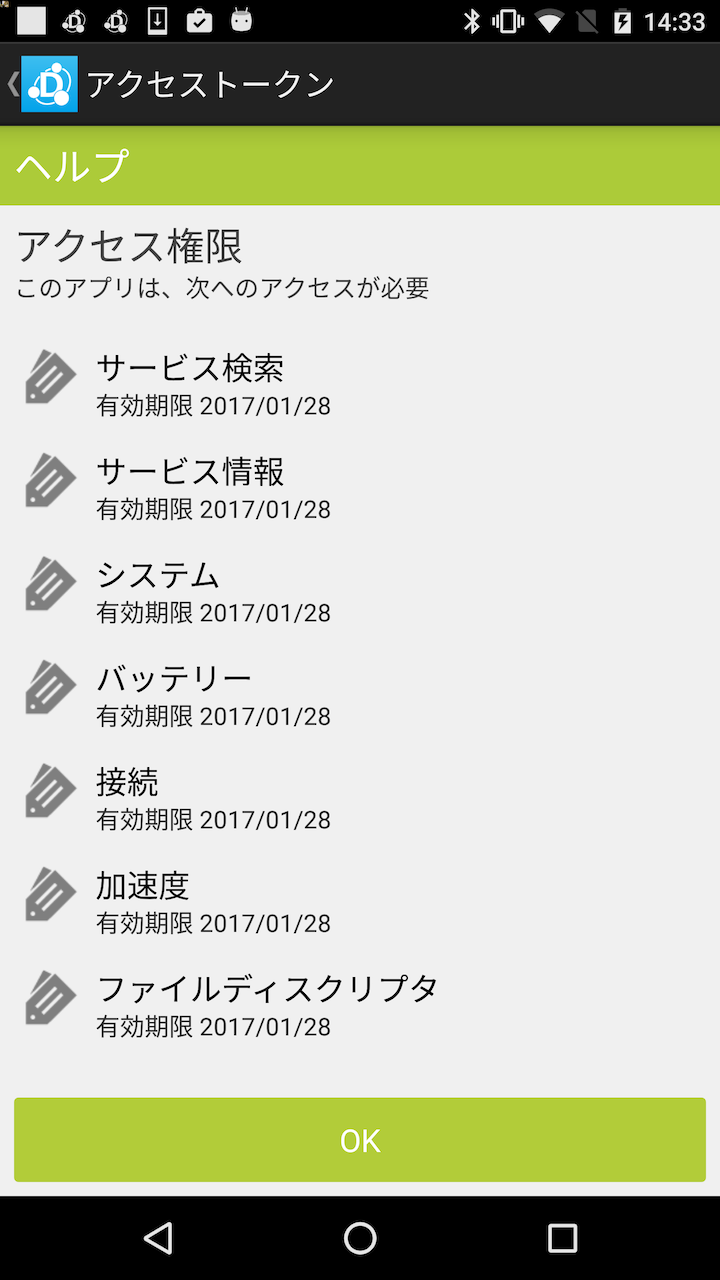 14:33
アクセストークン
ヘルプ
アクセス権限
このアプリは、次へのアクセスが必要
サービス検索
有効期限 2017/01/28
サービス情報
有効期限 2017/01/28
システム
有効期限 2017/01/28
バッテリー
有効期限 2017/01/28
接続
有効期限 2017/01/28
加速度
有効期限 2017/01/28
ファイルディスクリプタ
有効期限 2017/01/28
OK